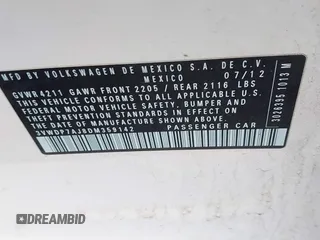 MFD BY VOLKSWAGEN DE MEXICO S.A. DE C.V.
MEXICO 07/12
GVWR 4211 GAWR FRONT 2205 / REAR 2116 LBS
THIS CONFORMS TO ALL APPLICABLE U.S.
FEDERAL MOTOR VEHICLE SAFETY, BUMPER AND
THEFT PREVENTION STANDARDS IN EFFECT ON
THE DATE OF MANUFACTURE SHOWN ABOVE.
3VWDP7AJ8DM359142 PASSENGER CAR
3026395 1013 M
DREAMBID